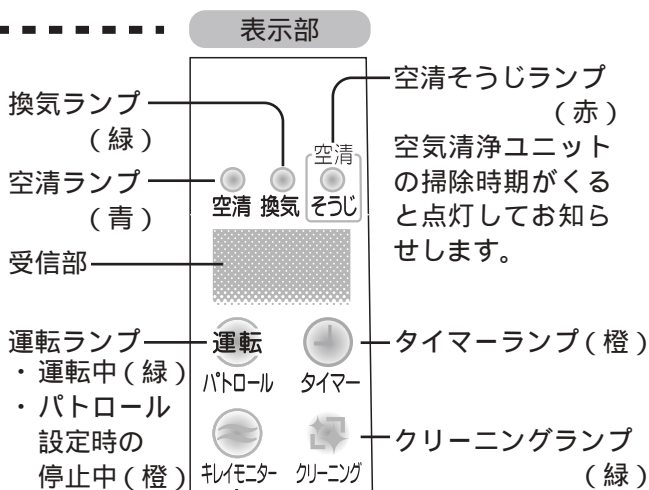 表示部
換気ランプ
(緑)
空清ランプ
(青)
受信部
運転ランプ
・運転中(緑)
・パトロール
設定時の
停止中(橙)
空清
空清 換気 そうじ
運転
パトロール タイマー
キレイモニター クリーニング
空清そうじランプ
(赤)
空気清浄ユニット
の掃除時期がくる
と点灯してお知ら
せします。
タイマーランプ(橙)
クリーニングランプ
(緑)